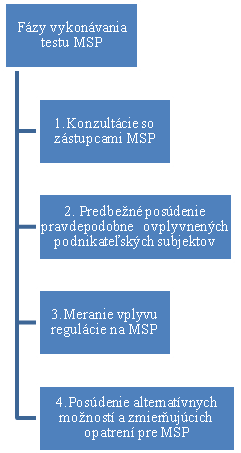 Fázy vykonávania
testu MSP
1.Konzultácie so
zástupcami MSP
2. Predbežné posúdenie
pravdepodobne ovplyvnených
podnikateľských subjektov
3.Meranie vplyvu
regulácie na MSP
4.Posúdenie alternatívnych
možností a zmierňujúcich
opatrení pre MSP